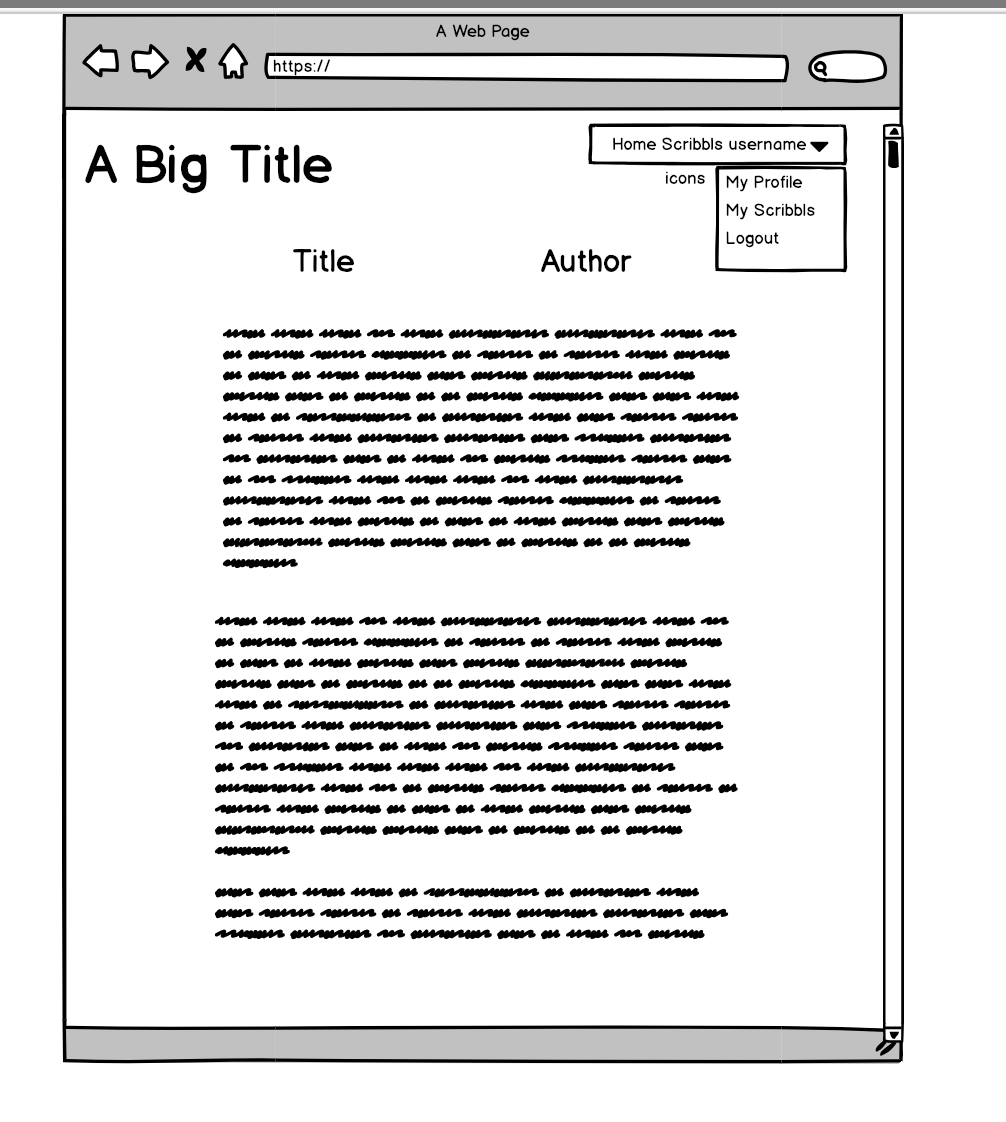 A Web Page
https://
A Big Title
Home Scribbls username
icons
My Profile
My Scribbls
Logout
Title
Author